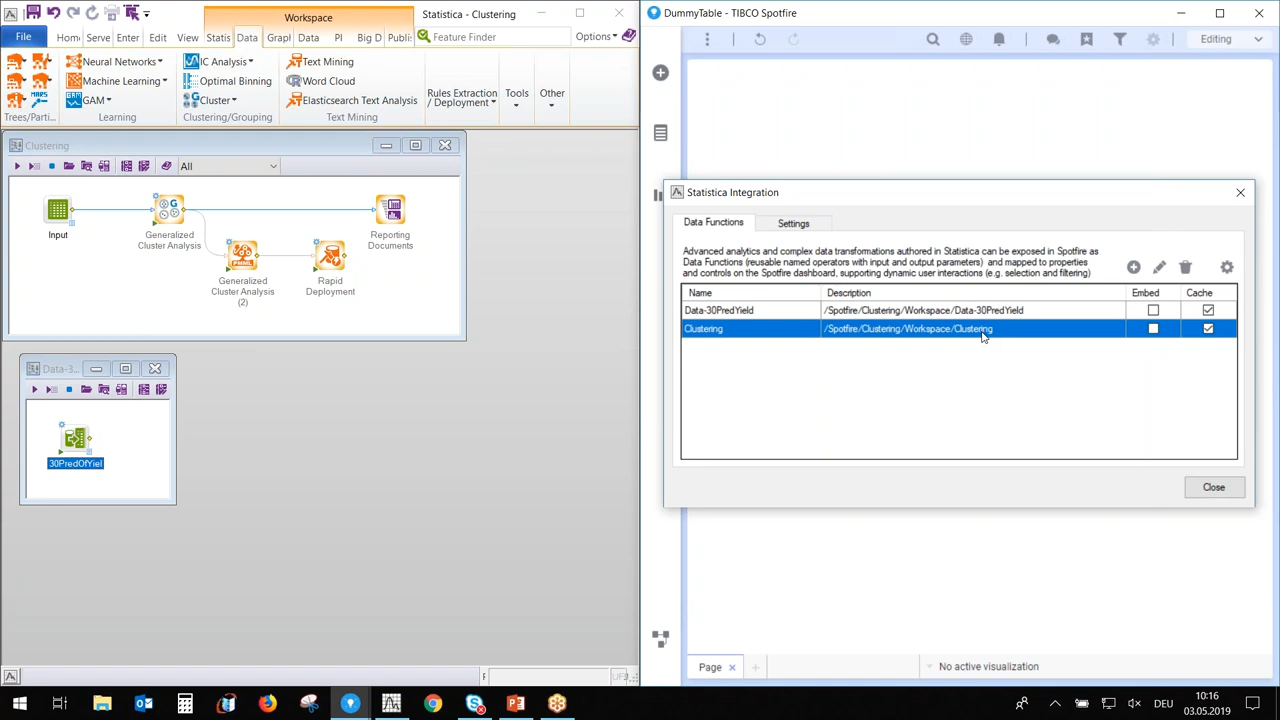 Workspace
Statistica - Clustering
File
Home
Serve
Enter
Edit
View
Statis
Data
Graph
Data
PI
Big D
Publi
Feature Finder
Options
Neural Networks
Machine Learning
GAM
IC Analysis
Optimal Binning
Cluster
Text Mining
Word Cloud
Elasticsearch Text Analysis
Rules Extraction
/ Deployment
Tools
Other
Trees/Parti...
Learning
Clustering/Grouping
Text Mining
Clustering
All
Input
Generalized
Cluster Analysis
Reporting
Documents
Generalized
Cluster Analysis
(2)
Rapid
Deployment
Data-3...
30PredOfYiel
DummyTable - TIBCO Spotfire
Editing
Statistica Integration
Data Functions
Settings
Advanced analytics and complex data transformations authored in Statistica can be exposed in Spotfire as
Data Functions (reusable named operators with input and output parameters) and mapped to properties
and controls on the Spotfire dashboard, supporting dynamic user interactions (e.g. selection and filtering)
Name Description Embed Cache
Data-30PredYield /Spotfire/Clustering/Workspace/Data-30PredYield
Clustering /Spotfire/Clustering/Workspace/Clustering
Close
Page
No active visualization
DEU
10:16
03.05.2019